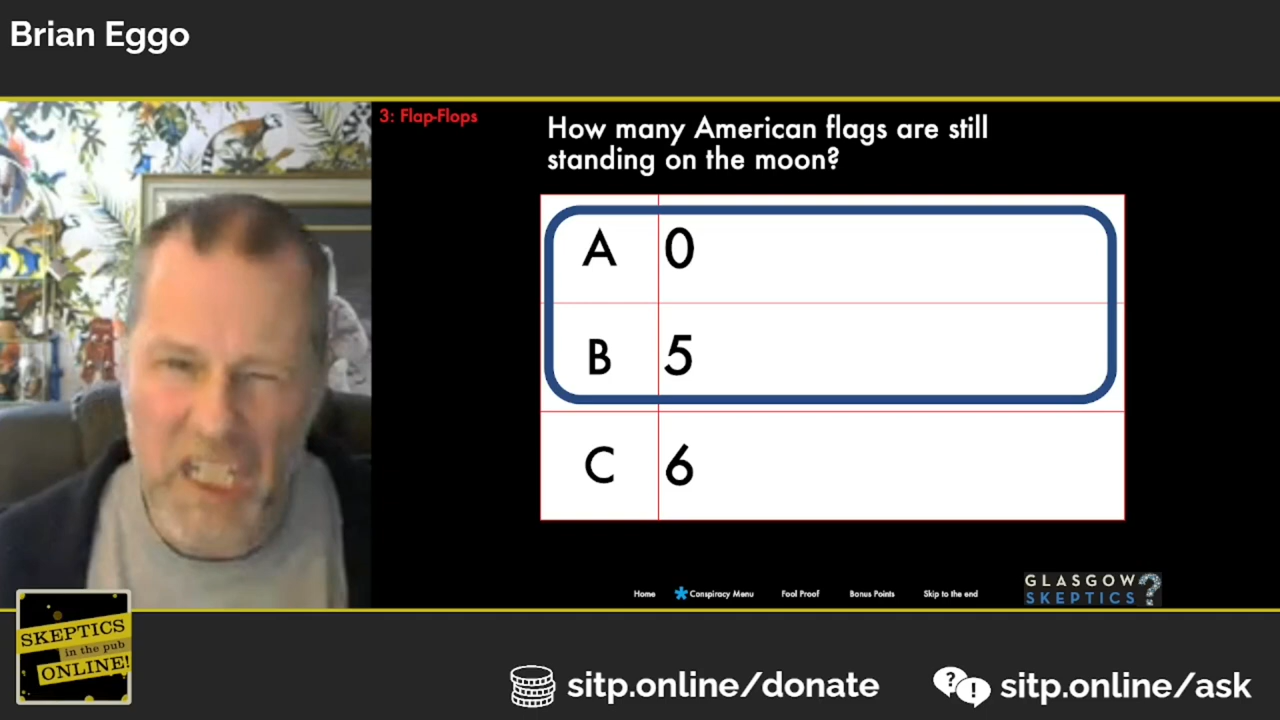 Brian Eggo
3: Flap-Flops
How many American flags are still
standing on the moon?
A 0
B 5
C 6
Home Conspiracy Menu Fool Proof Bonus Points Skip to the end
GLASGOW
SKEPTICS
?
SKEPTICS
in the pub
ONLINE!
sitp.online/donate
? ! sitp.online/ask